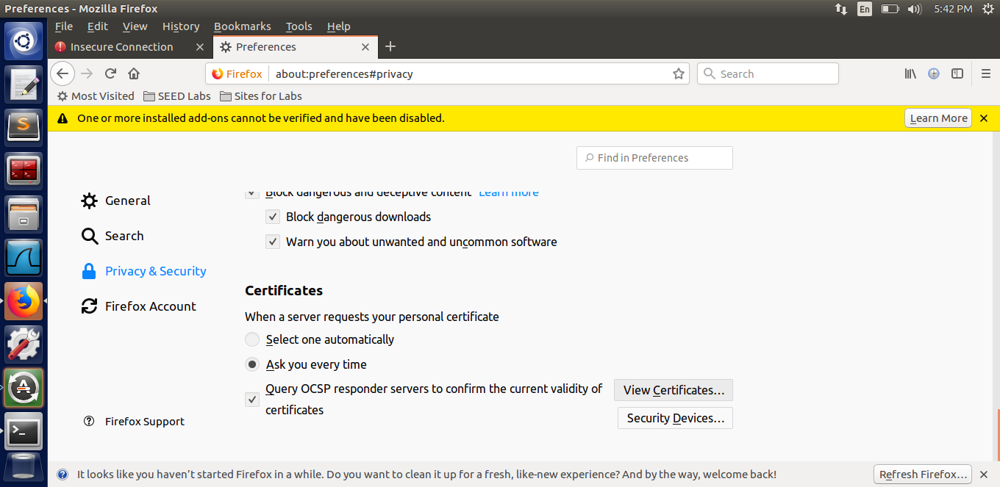 Preferences - Mozilla Firefox
En
5:42 PM
File Edit View History Bookmarks Tools Help
Insecure Connection
Preferences
Firefox
about:preferences#privacy
Search
Most Visited
SEED Labs
Sites for Labs
One or more installed add-ons cannot be verified and have been disabled.
Learn More
Find in Preferences
General
Search
Privacy & Security
Firefox Account
Firefox Support
Block dangerous and deceptive content Learn more
Block dangerous downloads
Warn you about unwanted and uncommon software
Certificates
When a server requests your personal certificate
Select one automatically
Ask you every time
Query OCSP responder servers to confirm the current validity of
certificates
View Certificates...
Security Devices...
It looks like you haven't started Firefox in a while. Do you want to clean it up for a fresh, like-new experience? And by the way, welcome back!
Refresh Firefox...